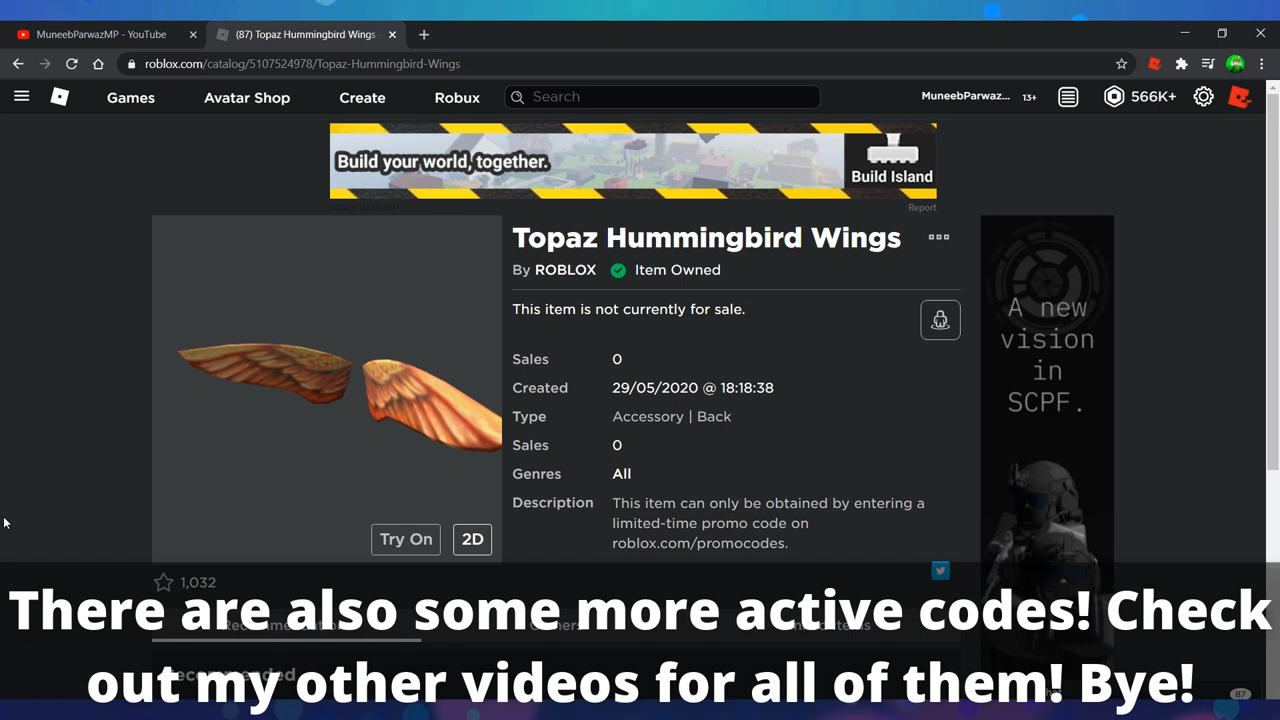 MuneebParwazMP - YouTube
(87) Topaz Hummingbird Wings
roblox.com/catalog/5107524978/Topaz-Hummingbird-Wings
Games Avatar Shop Create Robux Search MuneebParwaz... 13+ 566K+
Build your world, together.
Build Island
Report
Topaz Hummingbird Wings
By ROBLOX Item Owned
This item is not currently for sale.
Sales 0
Created 29/05/2020 @ 18:18:38
Type Accessory | Back
Sales 0
Genres All
Description This item can only be obtained by entering a
limited-time promo code on
roblox.com/promocodes.
Try On 2D
1,032
A new
vision
in
SCPF.
There are also some more active codes! Check
out my other videos for all of them! Bye!
Recommended
87